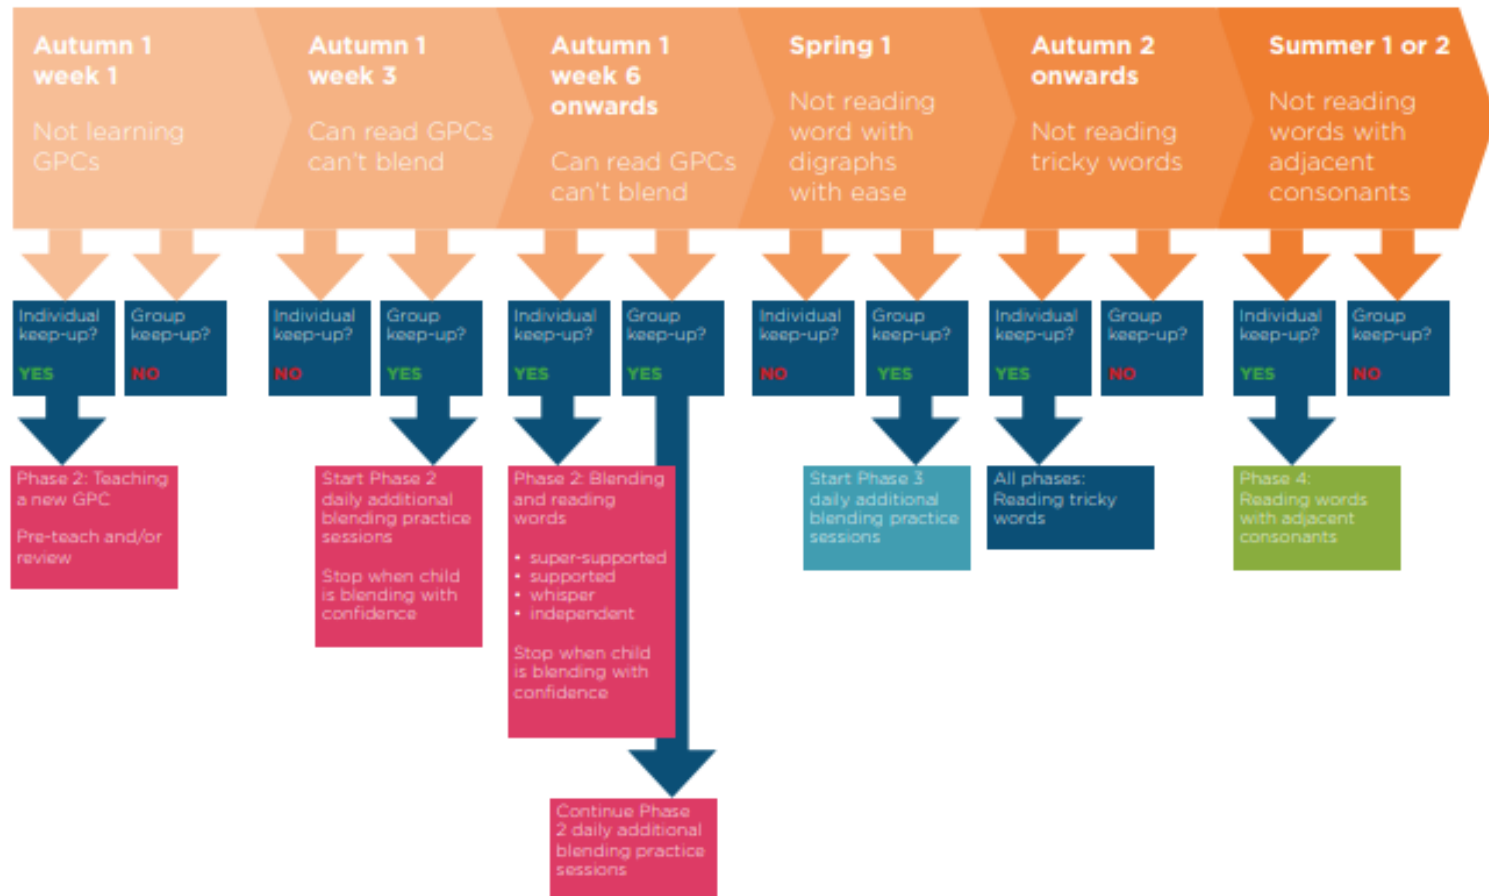 Autumn 1
week 1
Not learning
GPCs
Autumn 1
week 3
Can read GPCs
can't blend
Autumn 1
week 6
onwards
Can read GPCs
can't blend
Spring 1
Not reading
word with
digraphs
with ease
Autumn 2
onwards
Not reading
tricky words
Summer 1 or 2
Not reading
words with
adjacent
consonants
Individual
keep-up?
YES
Group
keep-up?
NO
Individual
keep-up?
NO
Group
keep-up?
YES
Individual
keep-up?
YES
Group
keep-up?
YES
Individual
keep-up?
NO
Group
keep-up?
YES
Individual
keep-up?
YES
Group
keep-up?
NO
Individual
keep-up?
YES
Group
keep-up?
NO
Phase 2: Teaching
a new GPC
Pre-teach and/or
review
Start Phase 2
daily additional
blending practice
sessions
Stop when child
is blending with
confidence
Phase 2: Blending
and reading
words
• super-supported
• supported
• whisper
• independent
Stop when child
is blending with
confidence
Start Phase 3
daily additional
blending practice
sessions
All phases:
Reading tricky
words
Phase 4:
Reading words
with adjacent
consonants
Continue Phase
2 daily additional
blending practice
sessions